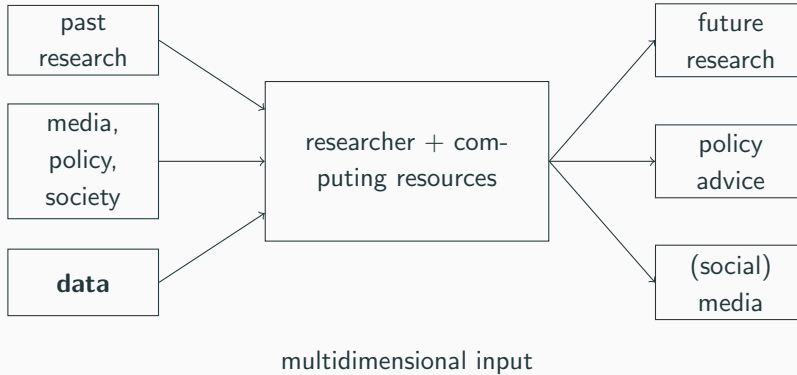 past
research
media,
policy,
society
data
researcher + com-
puting resources
future
research
policy
advice
(social)
media
multidimensional input